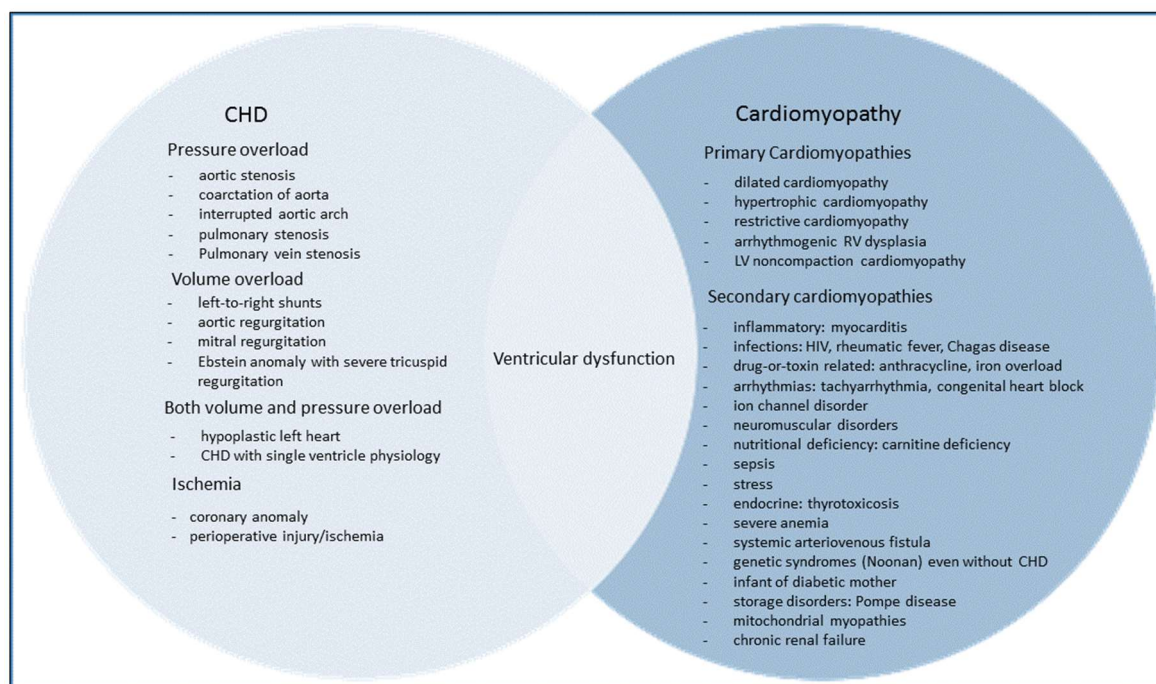 CHD
Pressure overload
- aortic stenosis
- coarctation of aorta
- interrupted aortic arch
- pulmonary stenosis
- Pulmonary vein stenosis
Volume overload
- left-to-right shunts
- aortic regurgitation
- mitral regurgitation
- Ebstein anomaly with severe tricuspid
regurgitation
Both volume and pressure overload
- hypoplastic left heart
- CHD with single ventricle physiology
Ischemia
- coronary anomaly
- perioperative injury/ischemia
Ventricular dysfunction
Cardiomyopathy
Primary Cardiomyopathies
- dilated cardiomyopathy
- hypertrophic cardiomyopathy
- restrictive cardiomyopathy
- arrhythmogenic RV dysplasia
- LV noncompaction cardiomyopathy
Secondary cardiomyopathies
- inflammatory: myocarditis
- infections: HIV, rheumatic fever, Chagas disease
- drug-or-toxin related: anthracycline, iron overload
- arrhythmias: tachyarrhythmia, congenital heart block
- ion channel disorder
- neuromuscular disorders
- nutritional deficiency: carnitine deficiency
- sepsis
- stress
- endocrine: thyrotoxicosis
- severe anemia
- systemic arteriovenous fistula
- genetic syndromes (Noonan) even without CHD
- infant of diabetic mother
- storage disorders: Pompe disease
- mitochondrial myopathies
- chronic renal failure